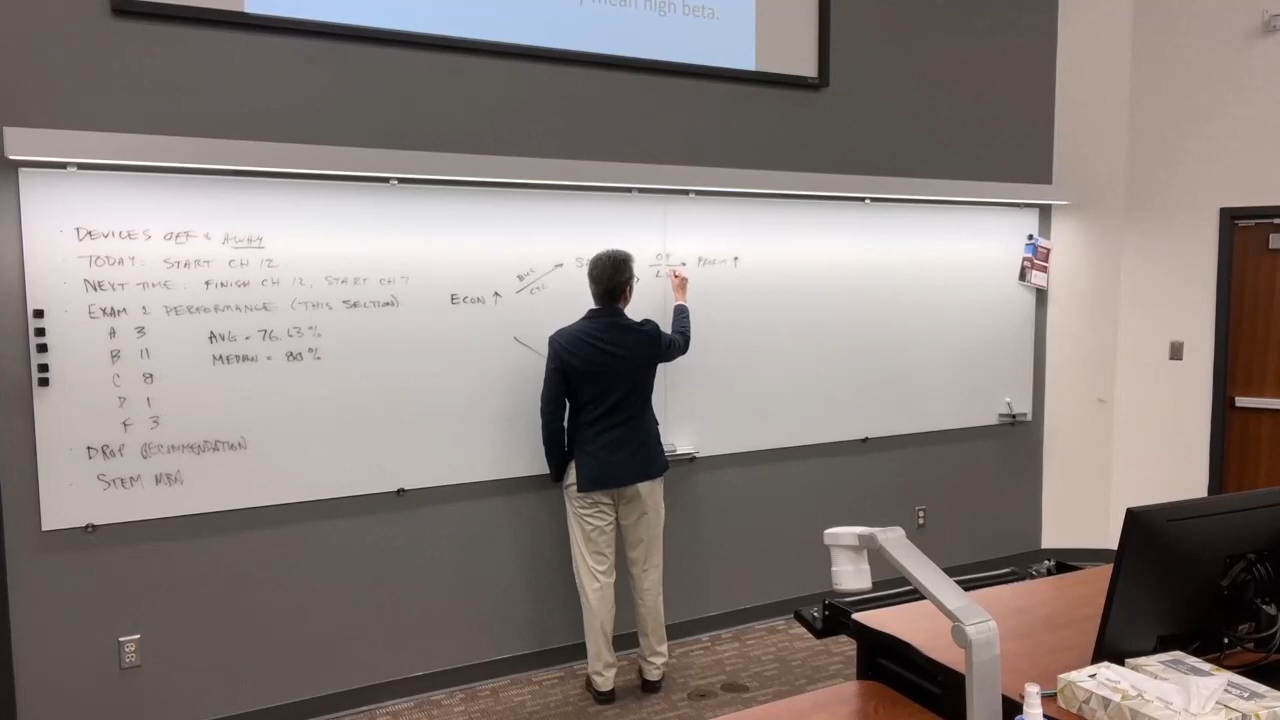 mean high beta.
· DEVICES OFF & AWAY
· TODAY: START CH 12
· NEXT TIME: FINISH CH 12, START CH 7
· EXAM 2 PERFORMANCE (THIS SECTION)
A 3 AVG = 76.63%
B 11 MEDIAN = 80%
C 8
D 1
F 3
· DROP RECOMMENDATION
· STEM MBA
ECON ↑
BUS
CYC
OP
PROFIT ↑